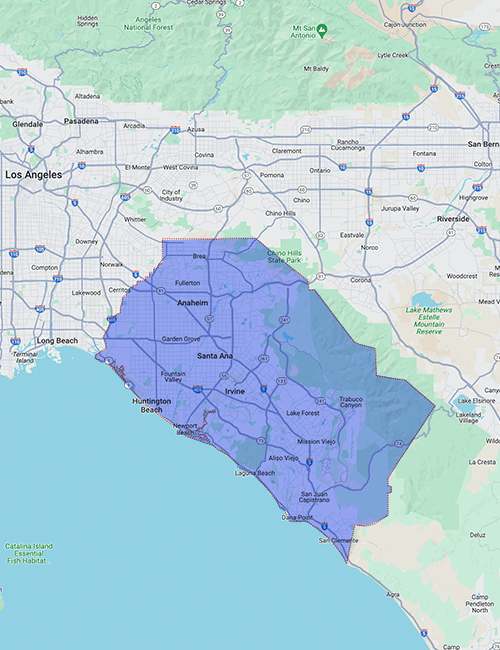 Cedar Springs
Cajon Junction
Hidden
Springs
Angeles
National Forest
Mt San
Antonio
Lytle Creek
Mt Baldy
Crest
Altadena
Glendale
Pasadena
Arcadia
Azusa
Alhambra
Covina
Claremont
Rancho
Cucamonga
Fontana
San Bern
El Monte
West Covina
Ontario
Colton
Los Angeles
Pomona
City of
Industry
Chino
Highgrove
Jurupa Valley
Whittier
Chino Hills
Riverside
Eastvale
Downey
Norco
Brea
Chino Hills
State Park
Compton
Norwalk
Corona
Woodcrest
Fullerton
Lakewood
Cerrito
Anaheim
Lake Mathews
Estelle
Mountain
Reserve
Mead V
Long Beach
Garden Grove
Terminal
Island
Santa Ana
Fountain
Valley
Irvine
Huntington
Beach
Trabuco
Canyon
Lake Elsinore
Lake Forest
Lakeland
Village
Newport
Beach
Mission Viejo
Wildo
Aliso Viejo
La Cresta
Laguna Beach
San Juan
Capistrano
Dana Point
San Clemente
Deluz
Catalina Island
Essential
Fish Habitat
Agra
Camp
Pendleton
North